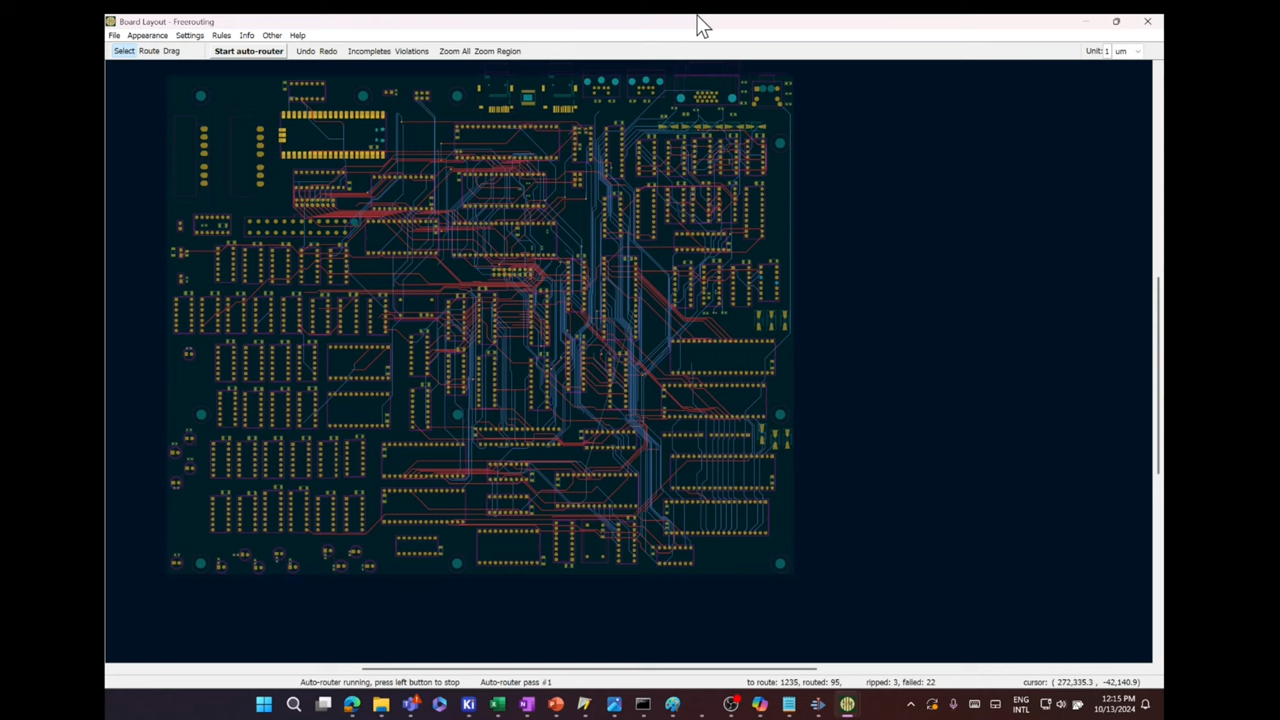 Board Layout - Freerouting
File Appearance Settings Rules Info Other Help
Select Route Drag Start auto-router Undo Redo Incompletes Violations Zoom All Zoom Region Unit: 1 um
Auto-router running, press left button to stop Auto-router pass #1 to route: 1235, routed: 95, ripped: 3, failed: 22 cursor: ( 272,335.3 , -42,140.9)
ENG
INTL
12:15 PM
10/13/2024